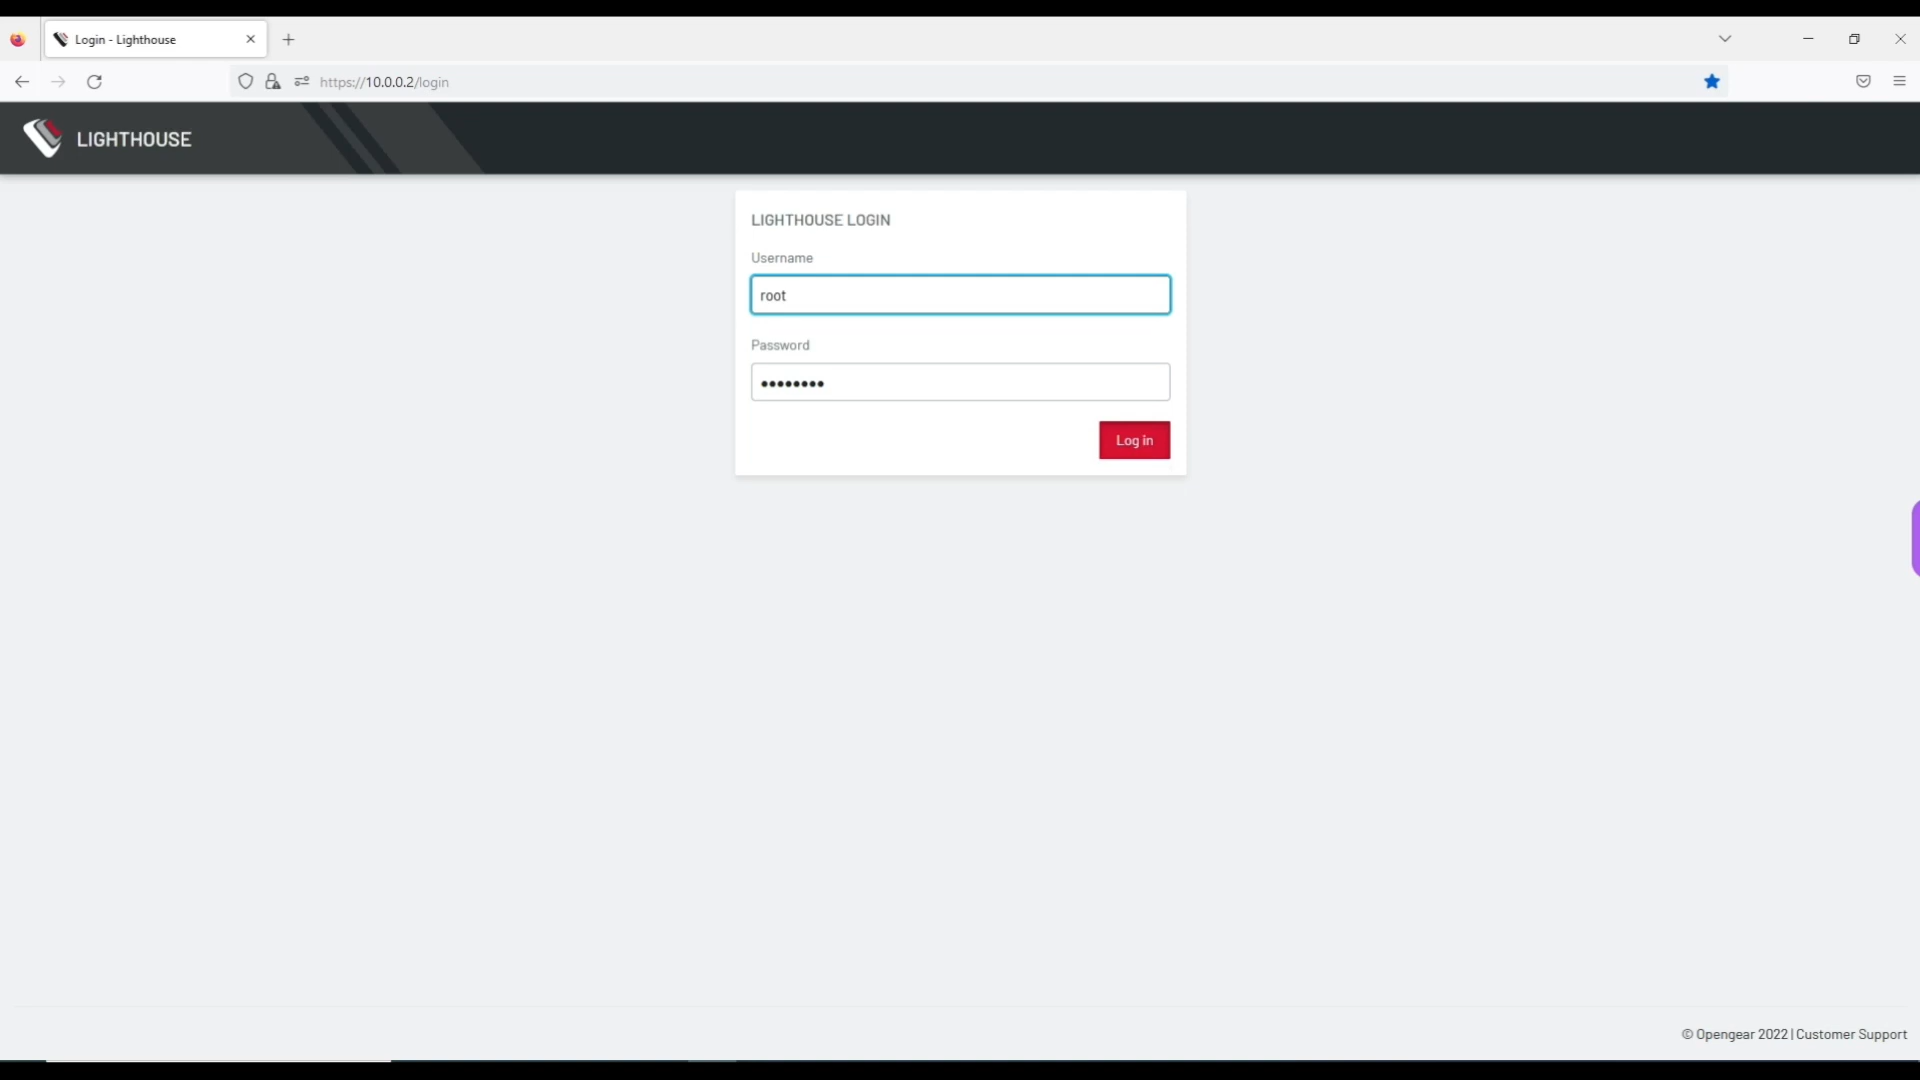 Login - Lighthouse
https://10.0.0.2/login
LIGHTHOUSE
LIGHTHOUSE LOGIN
Username
root
Password
Log in
© Opengear 2022 | Customer Support